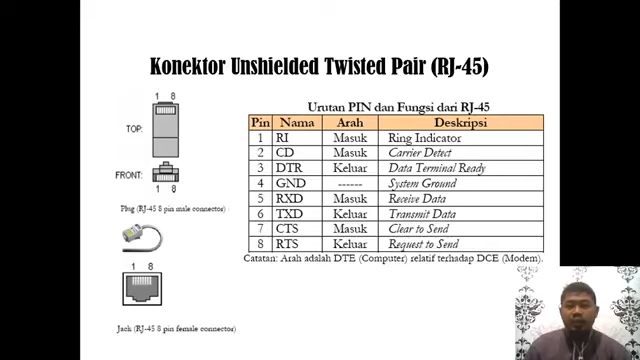 Konektor Unshielded Twisted Pair (RJ-45)
1 8
TOP:
FRONT:
1 8
Plug (RJ-45 8 pin male connector)
1 8
Jack (RJ-45 8 pin female connector)
Urutan PIN dan Fungsi dari RJ-45
Pin Nama Arah Deskripsi
1 RI Masuk Ring Indicator
2 CD Masuk Carrier Detect
3 DTR Keluar Data Terminal Ready
4 GND ------ System Ground
5 RXD Masuk Receive Data
6 TXD Keluar Transmit Data
7 CTS Masuk Clear to Send
8 RTS Keluar Request to Send
Catatan: Arah adalah DTE (Computer) relatif terhadap DCE (Modem).